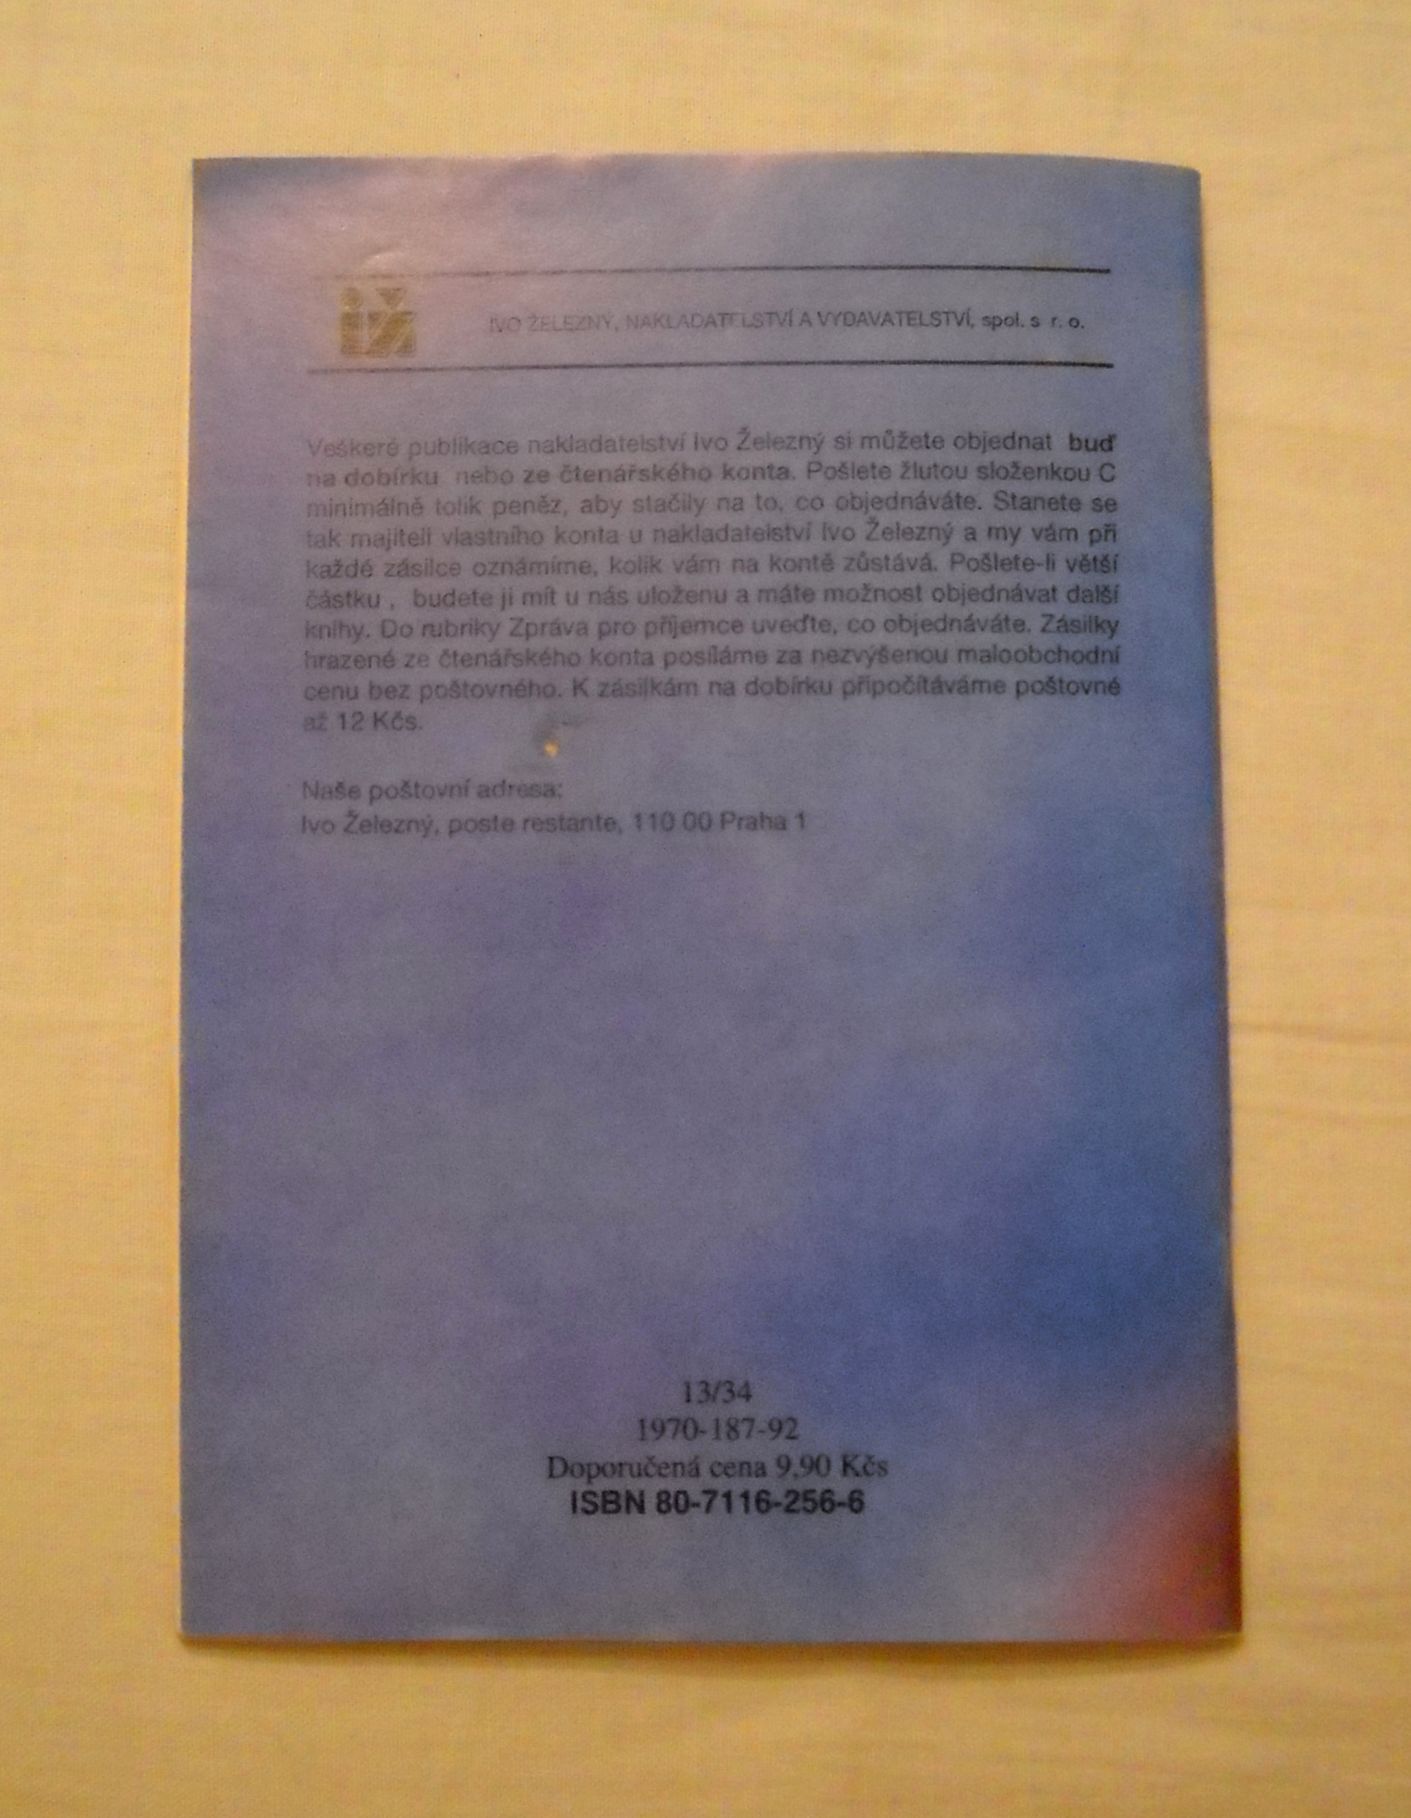 IVO ŽELEZNÝ, NAKLADATELSTVÍ A VYDAVATELSTVÍ, spol. s r. o.
Veškeré publikace nakladatelství Ivo Železný si můžete objednat buď
na dobírku nebo ze čtenářského konta. Pošlete žlutou složenkou C
minimálně tolik peněz, aby stačily na to, co objednáváte. Stanete se
tak majiteli vlastního konta u nakladatelství Ivo Železný a my vám při
každé zásilce oznámíme, kolik vám na kontě zůstává. Pošlete-li větší
částku , budete ji mít u nás uloženu a máte možnost objednávat další
knihy. Do rubriky Zpráva pro příjemce uveďte, co objednáváte. Zásilky
hrazené ze čtenářského konta posíláme za nezvýšenou maloobchodní
cenu bez poštovného. K zásilkám na dobírku připočítáváme poštovné
až 12 Kčs.
Naše poštovní adresa:
Ivo Železný, poste restante, 110 00 Praha 1
13/34
1970-187-92
Doporučená cena 9,90 Kčs
ISBN 80-7116-256-6